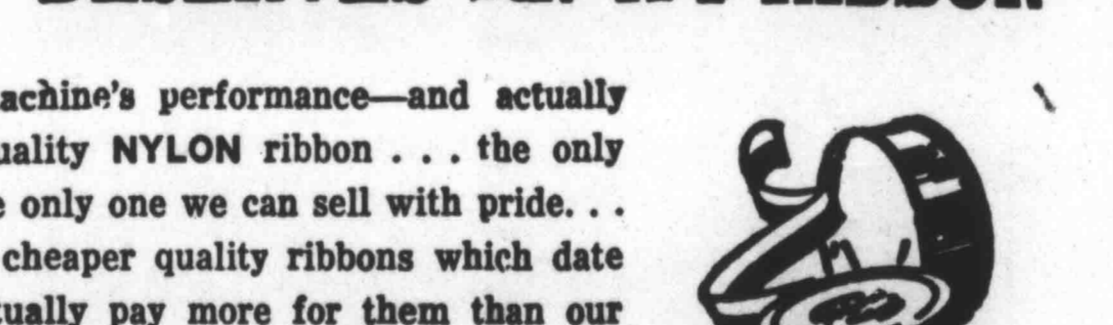 achine's performance—and actually
uality NYLON ribbon . . . the only
only one we can sell with pride. . .
cheaper quality ribbons which date
tually pay more for them than our